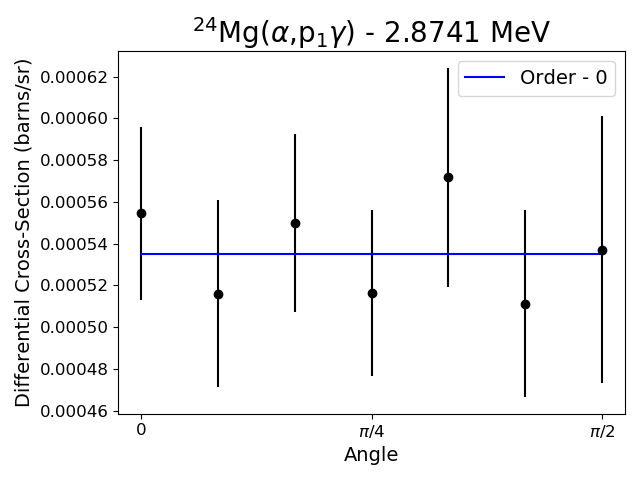 ²⁴Mg(α,p₁γ) - 2.8741 MeV
Order - 0
Differential Cross-Section (barns/sr)
0.00062
0.00060
0.00058
0.00056
0.00054
0.00052
0.00050
0.00048
0.00046
0 π/4 π/2
Angle